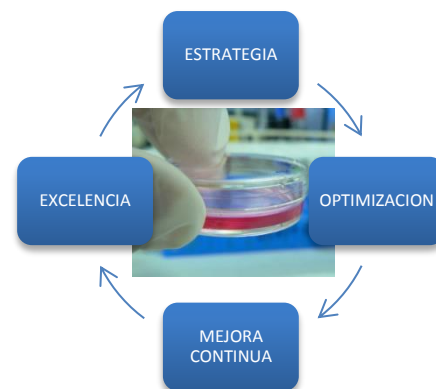 ESTRATEGIA
EXCELENCIA
OPTIMIZACION
MEJORA
CONTINUA